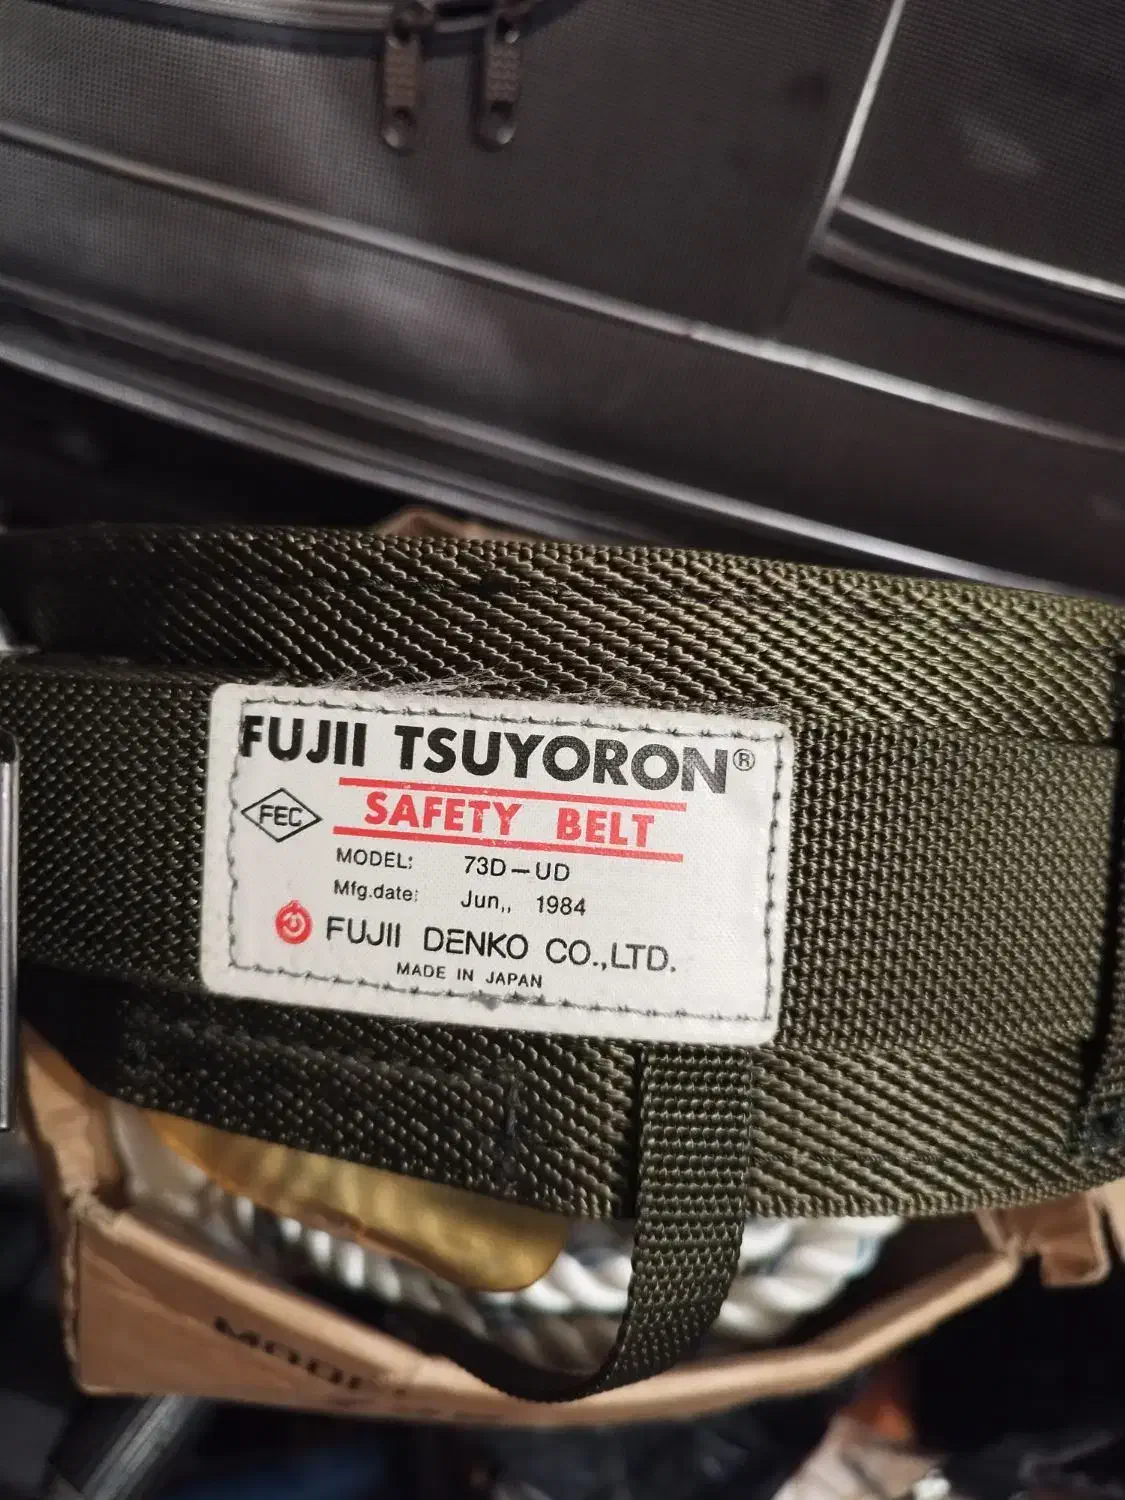 FUJII TSUYORON®
FEC
SAFETY BELT
MODEL: 73D-UD
Mfg.date: Jun,, 1984
FUJII DENKO CO.,LTD.
MADE IN JAPAN
MODEL